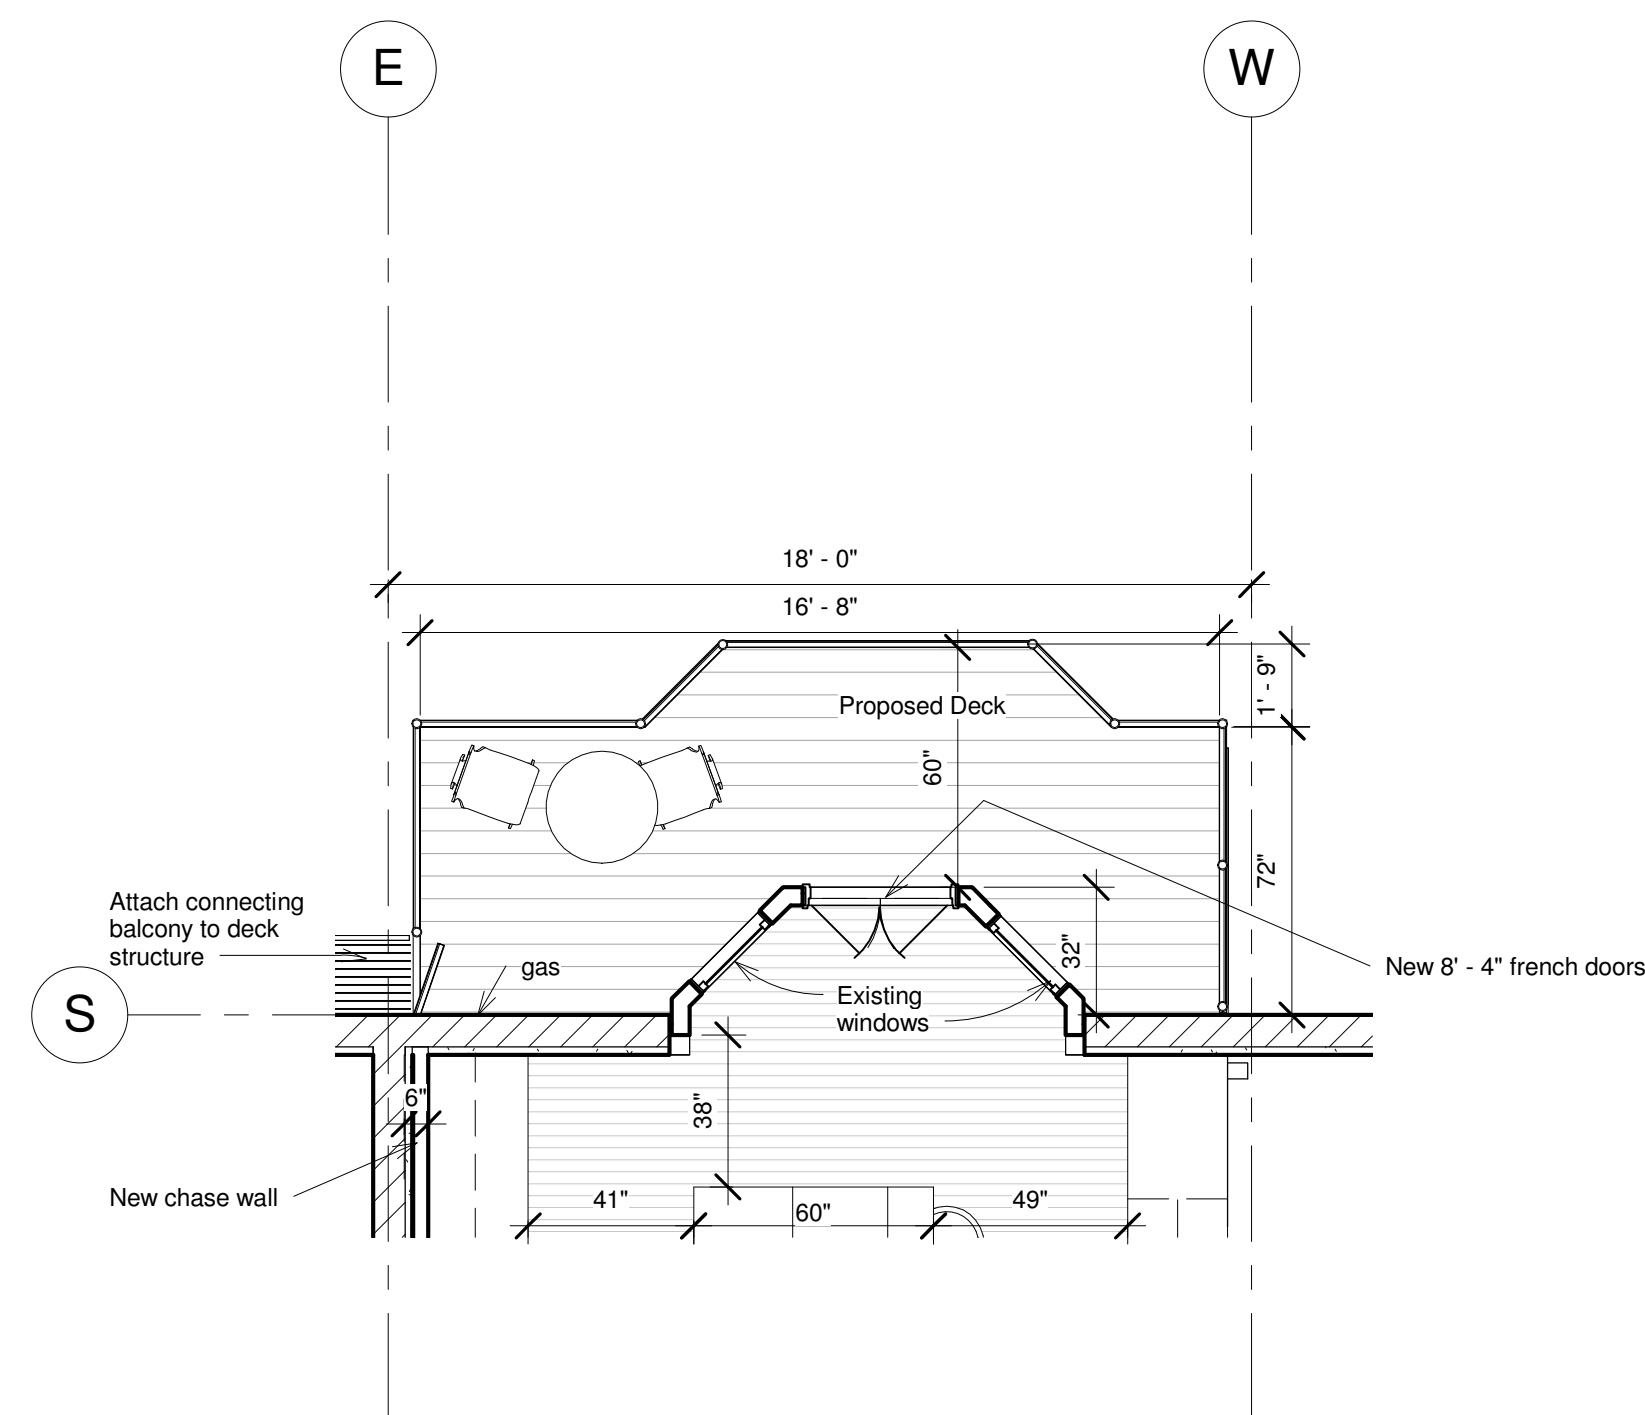 E
W
18' - 0"
16' - 8"
1' - 9"
Proposed Deck
60"
72"
Attach connecting
balcony to deck
structure
gas
32"
New 8' - 4" french doors
S
Existing
windows
6"
38"
New chase wall
41"
60"
49"